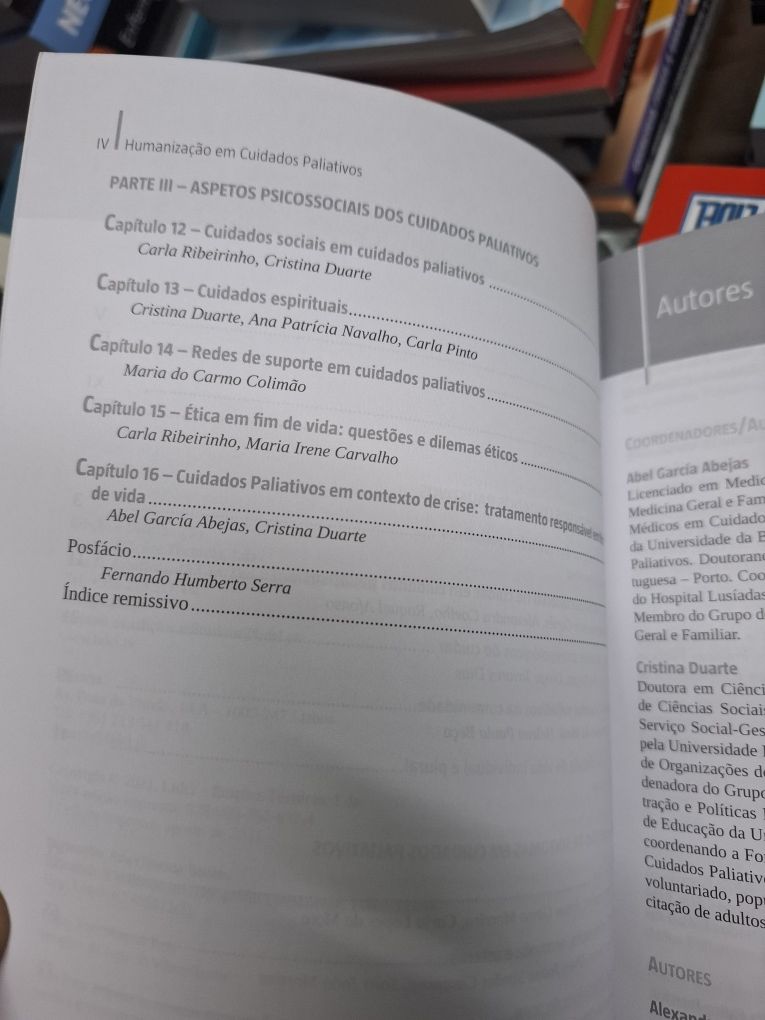 IV Humanização em Cuidados Paliativos
PARTE III – ASPETOS PSICOSSOCIAIS DOS CUIDADOS PALIATIVOS
Capítulo 12 – Cuidados sociais em cuidados paliativos
Carla Ribeirinho, Cristina Duarte
Capítulo 13 – Cuidados espirituais
Cristina Duarte, Ana Patrícia Navalho, Carla Pinto
Capítulo 14 – Redes de suporte em cuidados paliativos
Maria do Carmo Colimão
Capítulo 15 – Ética em fim de vida: questões e dilemas éticos
Carla Ribeirinho, Maria Irene Carvalho
Capítulo 16 – Cuidados Paliativos em contexto de crise: tratamento responsável
de vida
Abel García Abejas, Cristina Duarte
Posfácio
Fernando Humberto Serra
Índice remissivo
Autores
COORDENADORES/AU
Abel García Abejas
Licenciado em Medic
Medicina Geral e Fam
Médicos em Cuidado
da Universidade da B
Paliativos. Doutoran
tuguesa – Porto. Coo
do Hospital Lusíadas
Membro do Grupo d
Geral e Familiar.
Cristina Duarte
Doutora em Ciênci
de Ciências Sociais
Serviço Social-Ges
pela Universidade
de Organizações d
denadora do Grupo
tração e Políticas
de Educação da U
coordenando a Fo
Cuidados Paliativ
voluntariado, pop
citação de adultos
AUTORES
Alexan